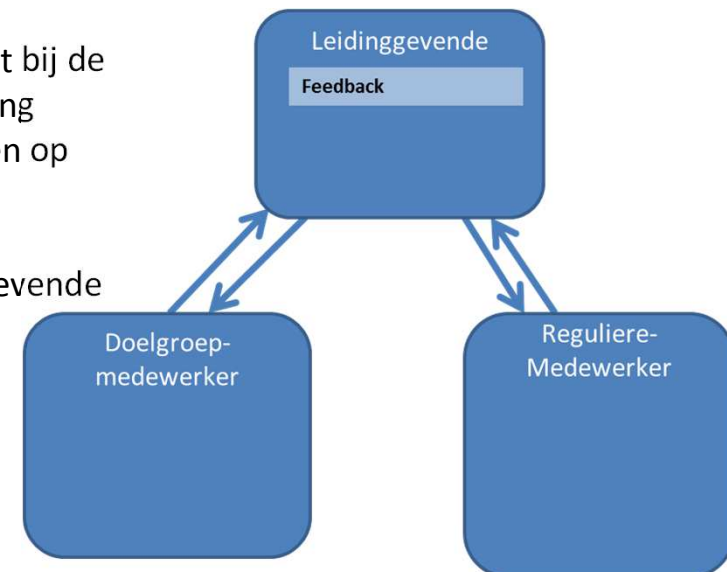 t bij de
ng
n op
evende
Leidinggevende
Feedback
Doelgroep-
medewerker
Reguliere-
Medewerker